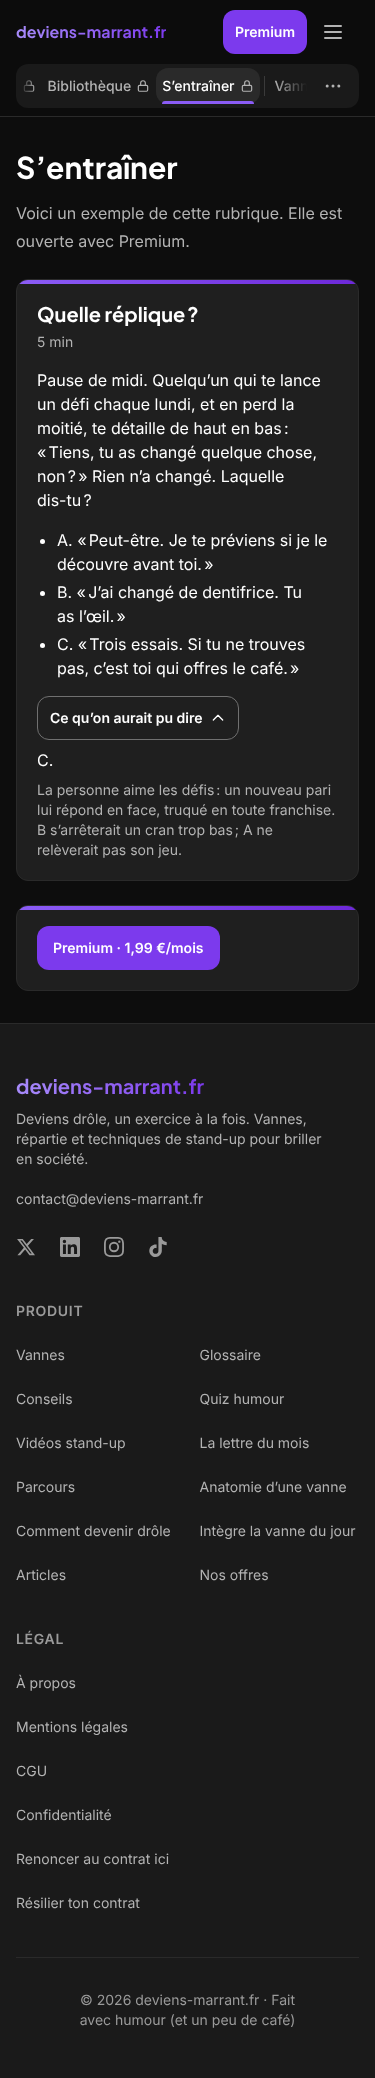 deviens-marrant.fr
Premium
Bibliothèque
S’entraîner
Vann
S’entraîner
Voici un exemple de cette rubrique. Elle est
ouverte avec Premium.
Quelle réplique ?
5 min
Pause de midi. Quelqu’un qui te lance
un défi chaque lundi, et en perd la
moitié, te détaille de haut en bas :
« Tiens, tu as changé quelque chose,
non ? » Rien n’a changé. Laquelle
dis-tu ?
• A. « Peut-être. Je te préviens si je le
découvre avant toi. »
• B. « J’ai changé de dentifrice. Tu
as l’œil. »
• C. « Trois essais. Si tu ne trouves
pas, c’est toi qui offres le café. »
Ce qu’on aurait pu dire
C.
La personne aime les défis : un nouveau pari
lui répond en face, truqué en toute franchise.
B s’arrêterait un cran trop bas ; A ne
relèverait pas son jeu.
Premium · 1,99 €/mois
deviens-marrant.fr
Deviens drôle, un exercice à la fois. Vannes,
répartie et techniques de stand-up pour briller
en société.
contact@deviens-marrant.fr
PRODUIT
Vannes
Glossaire
Conseils
Quiz humour
Vidéos stand-up
La lettre du mois
Parcours
Anatomie d’une vanne
Comment devenir drôle
Intègre la vanne du jour
Articles
Nos offres
LÉGAL
À propos
Mentions légales
CGU
Confidentialité
Renoncer au contrat ici
Résilier ton contrat
© 2026 deviens-marrant.fr · Fait
avec humour (et un peu de café)